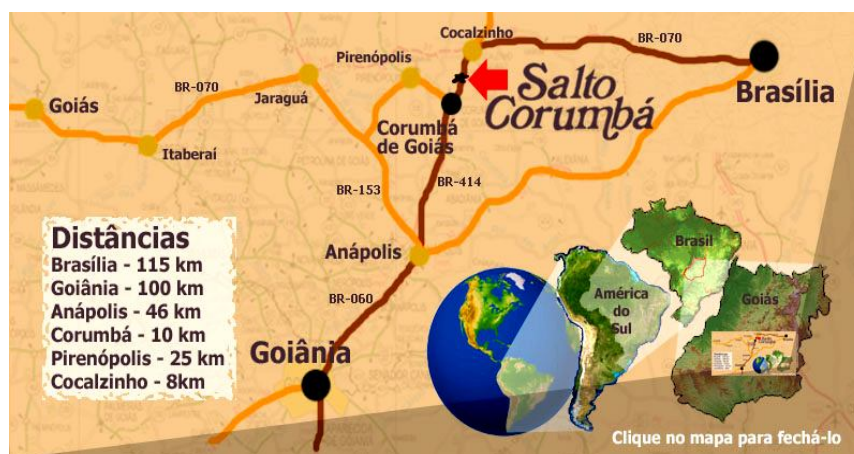 Cocalzinho
BR-070
Pirenópolis
BR-070
Salto
Corumbá
Brasília
Goiás
Jaraguá
Corumbá
de Goiás
Itaberaí
BR-153
BR-414
Distâncias
Brasília - 115 km
Goiânia - 100 km
Anápolis - 46 km
Corumbá - 10 km
Pirenópolis - 25 km
Cocalzinho - 8km
Anápolis
BR-060
Goiânia
Brasil
América
do
Sul
Goiás
Clique no mapa para fechá-lo